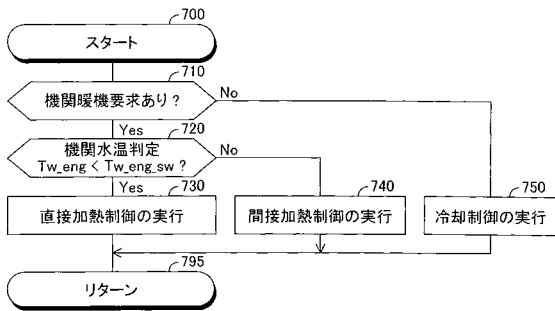 700
スタート
710
機関暖機要求あり?
No
Yes
720
機関水温判定
Tw_eng < Tw_eng_sw ?
No
Yes
730
直接加熱制御の実行
740
間接加熱制御の実行
750
冷却制御の実行
795
リターン